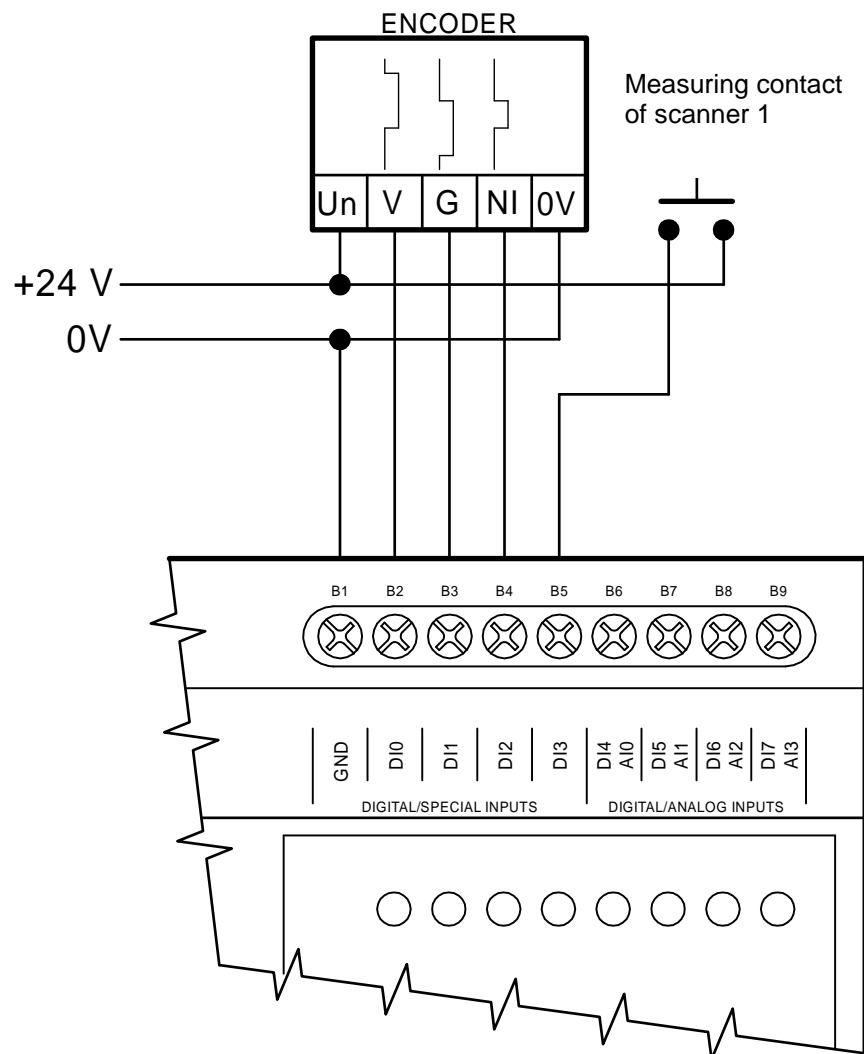 ENCODER
Measuring contact
of scanner 1
Un V G NI 0V
+24 V
0V
B1 B2 B3 B4 B5 B6 B7 B8 B9
GND DI0 DI1 DI2 DI3 DI4 AI0 DI5 AI1 DI6 AI2 DI7 AI3
DIGITAL/SPECIAL INPUTS DIGITAL/ANALOG INPUTS